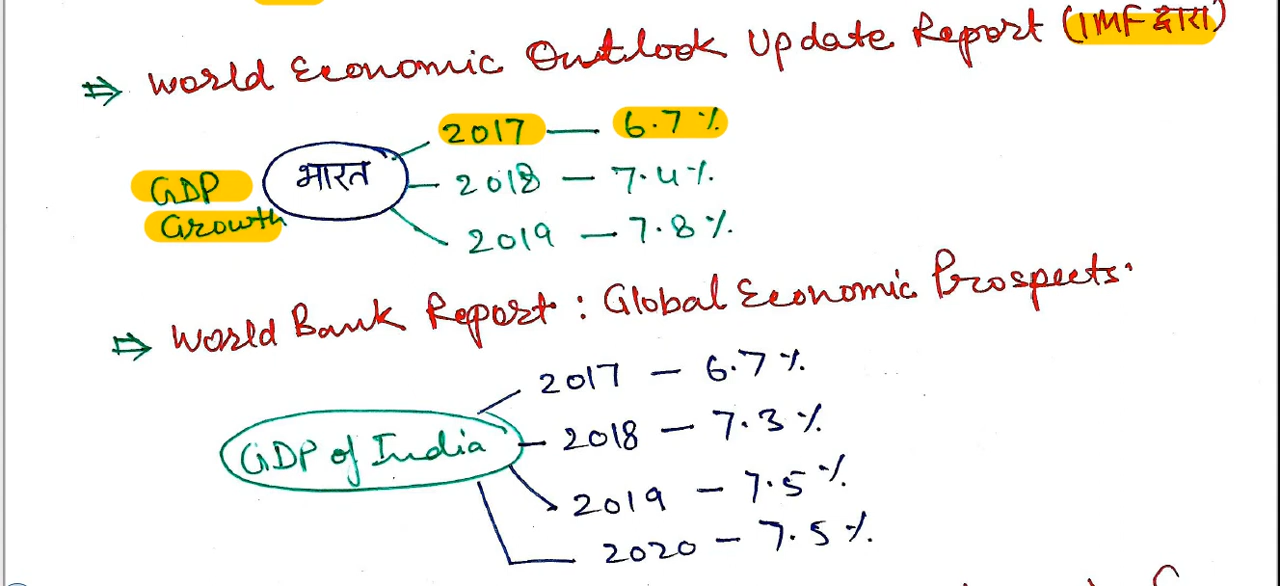 ⇒ World Economic Outlook Update Report (IMF द्वारा)
2017 — 6.7%
GDP Growth भारत — 2018 — 7.4%
2019 — 7.8%
⇒ World Bank Report : Global Economic Prospects.
2017 — 6.7%
GDP of India — 2018 — 7.3%
2019 — 7.5%
2020 — 7.5%